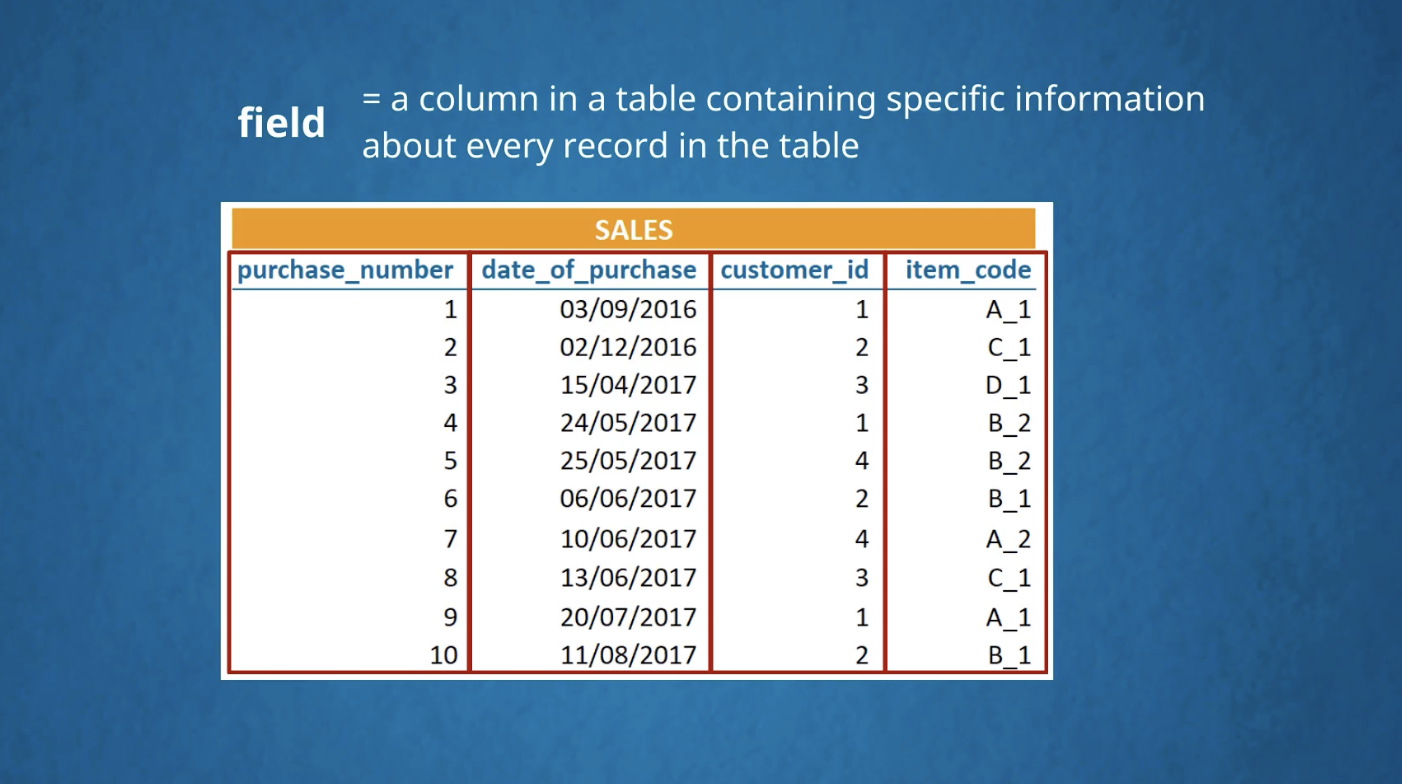 field = a column in a table containing specific information
about every record in the table
SALES
purchase_number date_of_purchase customer_id item_code
1 03/09/2016 1 A_1
2 02/12/2016 2 C_1
3 15/04/2017 3 D_1
4 24/05/2017 1 B_2
5 25/05/2017 4 B_2
6 06/06/2017 2 B_1
7 10/06/2017 4 A_2
8 13/06/2017 3 C_1
9 20/07/2017 1 A_1
10 11/08/2017 2 B_1